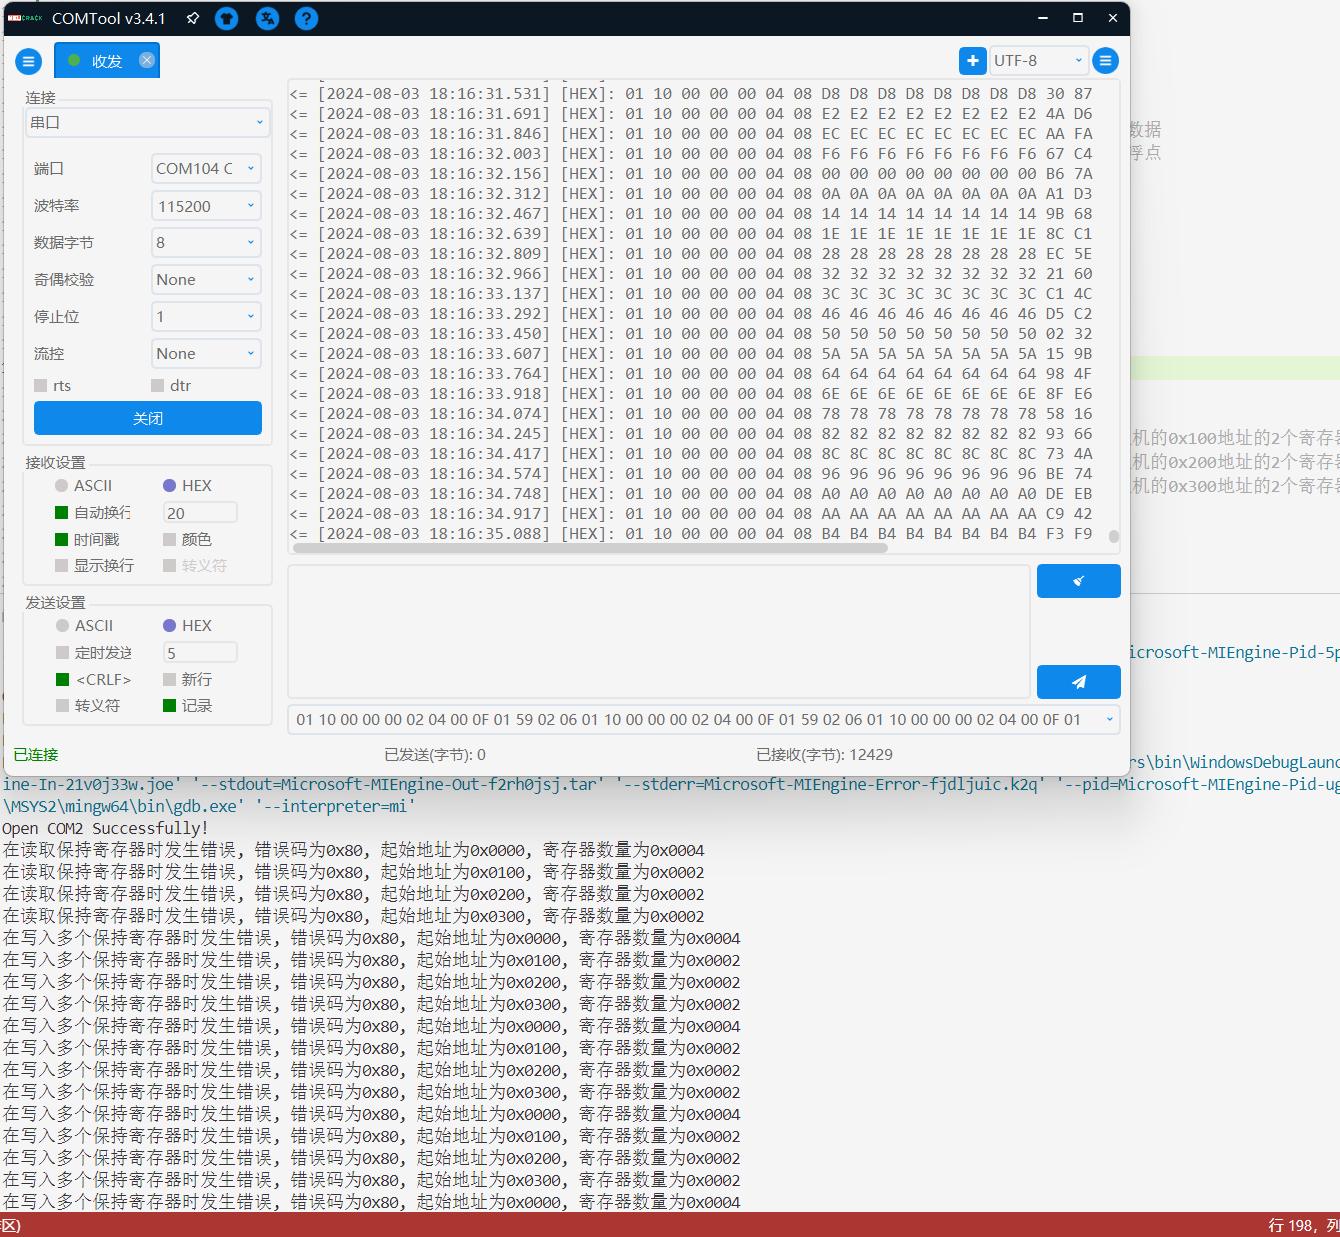 COMTool v3.4.1
收发
UTF-8
连接
串口
端口 COM104 C
波特率 115200
数据字节 8
奇偶校验 None
停止位 1
流控 None
rts dtr
关闭
接收设置
ASCII HEX
自动换行 20
时间戳 颜色
显示换行 转义符
发送设置
ASCII HEX
定时发送 5
<CRLF> 新行
转义符 记录
<= [2024-08-03 18:16:31.531] [HEX]: 01 10 00 00 00 04 08 D8 D8 D8 D8 D8 D8 D8 D8 30 87
<= [2024-08-03 18:16:31.691] [HEX]: 01 10 00 00 00 04 08 E2 E2 E2 E2 E2 E2 E2 E2 4A D6
<= [2024-08-03 18:16:31.846] [HEX]: 01 10 00 00 00 04 08 EC EC EC EC EC EC EC EC AA FA
<= [2024-08-03 18:16:32.003] [HEX]: 01 10 00 00 00 04 08 F6 F6 F6 F6 F6 F6 F6 F6 67 C4
<= [2024-08-03 18:16:32.156] [HEX]: 01 10 00 00 00 04 08 00 00 00 00 00 00 00 00 B6 7A
<= [2024-08-03 18:16:32.312] [HEX]: 01 10 00 00 00 04 08 0A 0A 0A 0A 0A 0A 0A 0A A1 D3
<= [2024-08-03 18:16:32.467] [HEX]: 01 10 00 00 00 04 08 14 14 14 14 14 14 14 14 9B 68
<= [2024-08-03 18:16:32.639] [HEX]: 01 10 00 00 00 04 08 1E 1E 1E 1E 1E 1E 1E 1E 8C C1
<= [2024-08-03 18:16:32.809] [HEX]: 01 10 00 00 00 04 08 28 28 28 28 28 28 28 28 EC 5E
<= [2024-08-03 18:16:32.966] [HEX]: 01 10 00 00 00 04 08 32 32 32 32 32 32 32 32 21 60
<= [2024-08-03 18:16:33.137] [HEX]: 01 10 00 00 00 04 08 3C 3C 3C 3C 3C 3C 3C 3C C1 4C
<= [2024-08-03 18:16:33.292] [HEX]: 01 10 00 00 00 04 08 46 46 46 46 46 46 46 46 D5 C2
<= [2024-08-03 18:16:33.450] [HEX]: 01 10 00 00 00 04 08 50 50 50 50 50 50 50 50 02 32
<= [2024-08-03 18:16:33.607] [HEX]: 01 10 00 00 00 04 08 5A 5A 5A 5A 5A 5A 5A 5A 15 9B
<= [2024-08-03 18:16:33.764] [HEX]: 01 10 00 00 00 04 08 64 64 64 64 64 64 64 64 98 4F
<= [2024-08-03 18:16:33.918] [HEX]: 01 10 00 00 00 04 08 6E 6E 6E 6E 6E 6E 6E 6E 8F E6
<= [2024-08-03 18:16:34.074] [HEX]: 01 10 00 00 00 04 08 78 78 78 78 78 78 78 78 58 16
<= [2024-08-03 18:16:34.245] [HEX]: 01 10 00 00 00 04 08 82 82 82 82 82 82 82 82 93 66
<= [2024-08-03 18:16:34.417] [HEX]: 01 10 00 00 00 04 08 8C 8C 8C 8C 8C 8C 8C 8C 73 4A
<= [2024-08-03 18:16:34.574] [HEX]: 01 10 00 00 00 04 08 96 96 96 96 96 96 96 96 BE 74
<= [2024-08-03 18:16:34.748] [HEX]: 01 10 00 00 00 04 08 A0 A0 A0 A0 A0 A0 A0 A0 DE EB
<= [2024-08-03 18:16:34.917] [HEX]: 01 10 00 00 00 04 08 AA AA AA AA AA AA AA AA C9 42
<= [2024-08-03 18:16:35.088] [HEX]: 01 10 00 00 00 04 08 B4 B4 B4 B4 B4 B4 B4 B4 F3 F9
01 10 00 00 00 02 04 00 0F 01 59 02 06 01 10 00 00 00 02 04 00 0F 01 59 02 06 01 10 00 00 00 02 04 00 0F 01
已连接 已发送(字节): 0 已接收(字节): 12429
数据
浮点
机的0x100地址的2个寄存器
机的0x200地址的2个寄存器
机的0x300地址的2个寄存器
icrosoft-MIEngine-Pid-5p
rs\bin\WindowsDebugLaunc
ine-In-21v0j33w.joe' '--stdout=Microsoft-MIEngine-Out-f2rh0jsj.tar' '--stderr=Microsoft-MIEngine-Error-fjdljuic.k2q' '--pid=Microsoft-MIEngine-Pid-ug
\MSYS2\mingw64\bin\gdb.exe' '--interpreter=mi'
Open COM2 Successfully!
在读取保持寄存器时发生错误, 错误码为0x80, 起始地址为0x0000, 寄存器数量为0x0004
在读取保持寄存器时发生错误, 错误码为0x80, 起始地址为0x0100, 寄存器数量为0x0002
在读取保持寄存器时发生错误, 错误码为0x80, 起始地址为0x0200, 寄存器数量为0x0002
在读取保持寄存器时发生错误, 错误码为0x80, 起始地址为0x0300, 寄存器数量为0x0002
在写入多个保持寄存器时发生错误, 错误码为0x80, 起始地址为0x0000, 寄存器数量为0x0004
在写入多个保持寄存器时发生错误, 错误码为0x80, 起始地址为0x0100, 寄存器数量为0x0002
在写入多个保持寄存器时发生错误, 错误码为0x80, 起始地址为0x0200, 寄存器数量为0x0002
在写入多个保持寄存器时发生错误, 错误码为0x80, 起始地址为0x0300, 寄存器数量为0x0002
在写入多个保持寄存器时发生错误, 错误码为0x80, 起始地址为0x0000, 寄存器数量为0x0004
在写入多个保持寄存器时发生错误, 错误码为0x80, 起始地址为0x0100, 寄存器数量为0x0002
在写入多个保持寄存器时发生错误, 错误码为0x80, 起始地址为0x0200, 寄存器数量为0x0002
在写入多个保持寄存器时发生错误, 错误码为0x80, 起始地址为0x0300, 寄存器数量为0x0002
在写入多个保持寄存器时发生错误, 错误码为0x80, 起始地址为0x0000, 寄存器数量为0x0004
在写入多个保持寄存器时发生错误, 错误码为0x80, 起始地址为0x0100, 寄存器数量为0x0002
在写入多个保持寄存器时发生错误, 错误码为0x80, 起始地址为0x0200, 寄存器数量为0x0002
在写入多个保持寄存器时发生错误, 错误码为0x80, 起始地址为0x0300, 寄存器数量为0x0002
在写入多个保持寄存器时发生错误, 错误码为0x80, 起始地址为0x0000, 寄存器数量为0x0004
区) 行 198, 列